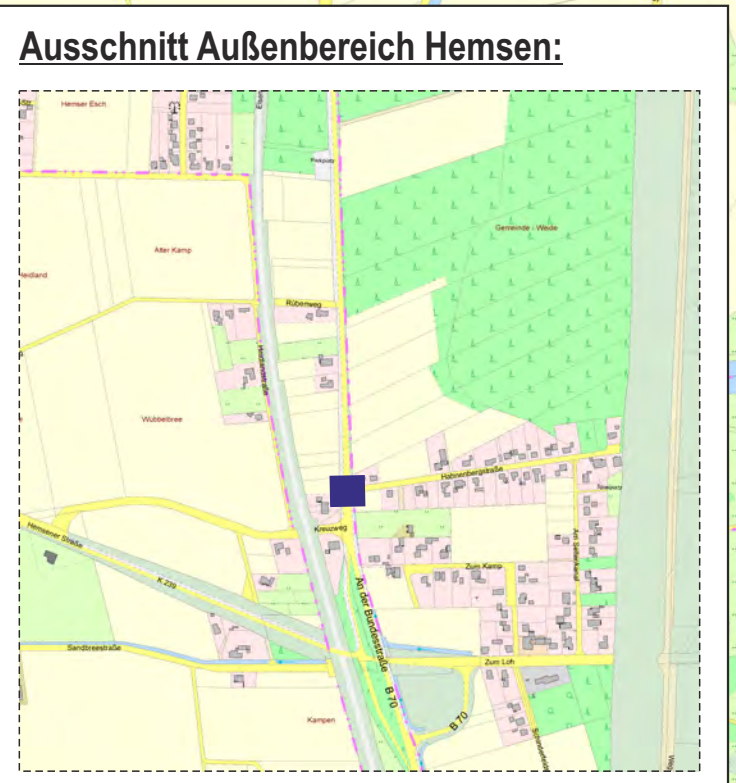 Ausschnitt Außenbereich Hemsen:
Hemser Esch
Alter Kamp
Gemeinde - Weide
Rübenweg
Wübbelbree
Hahnenbergstraße
Kreuzweg
Hemsener Straße
K 239
Zum Kamp
An der Bundesstraße
Sandbreestraße
Zum Loh
B 70
B 70
Kampen